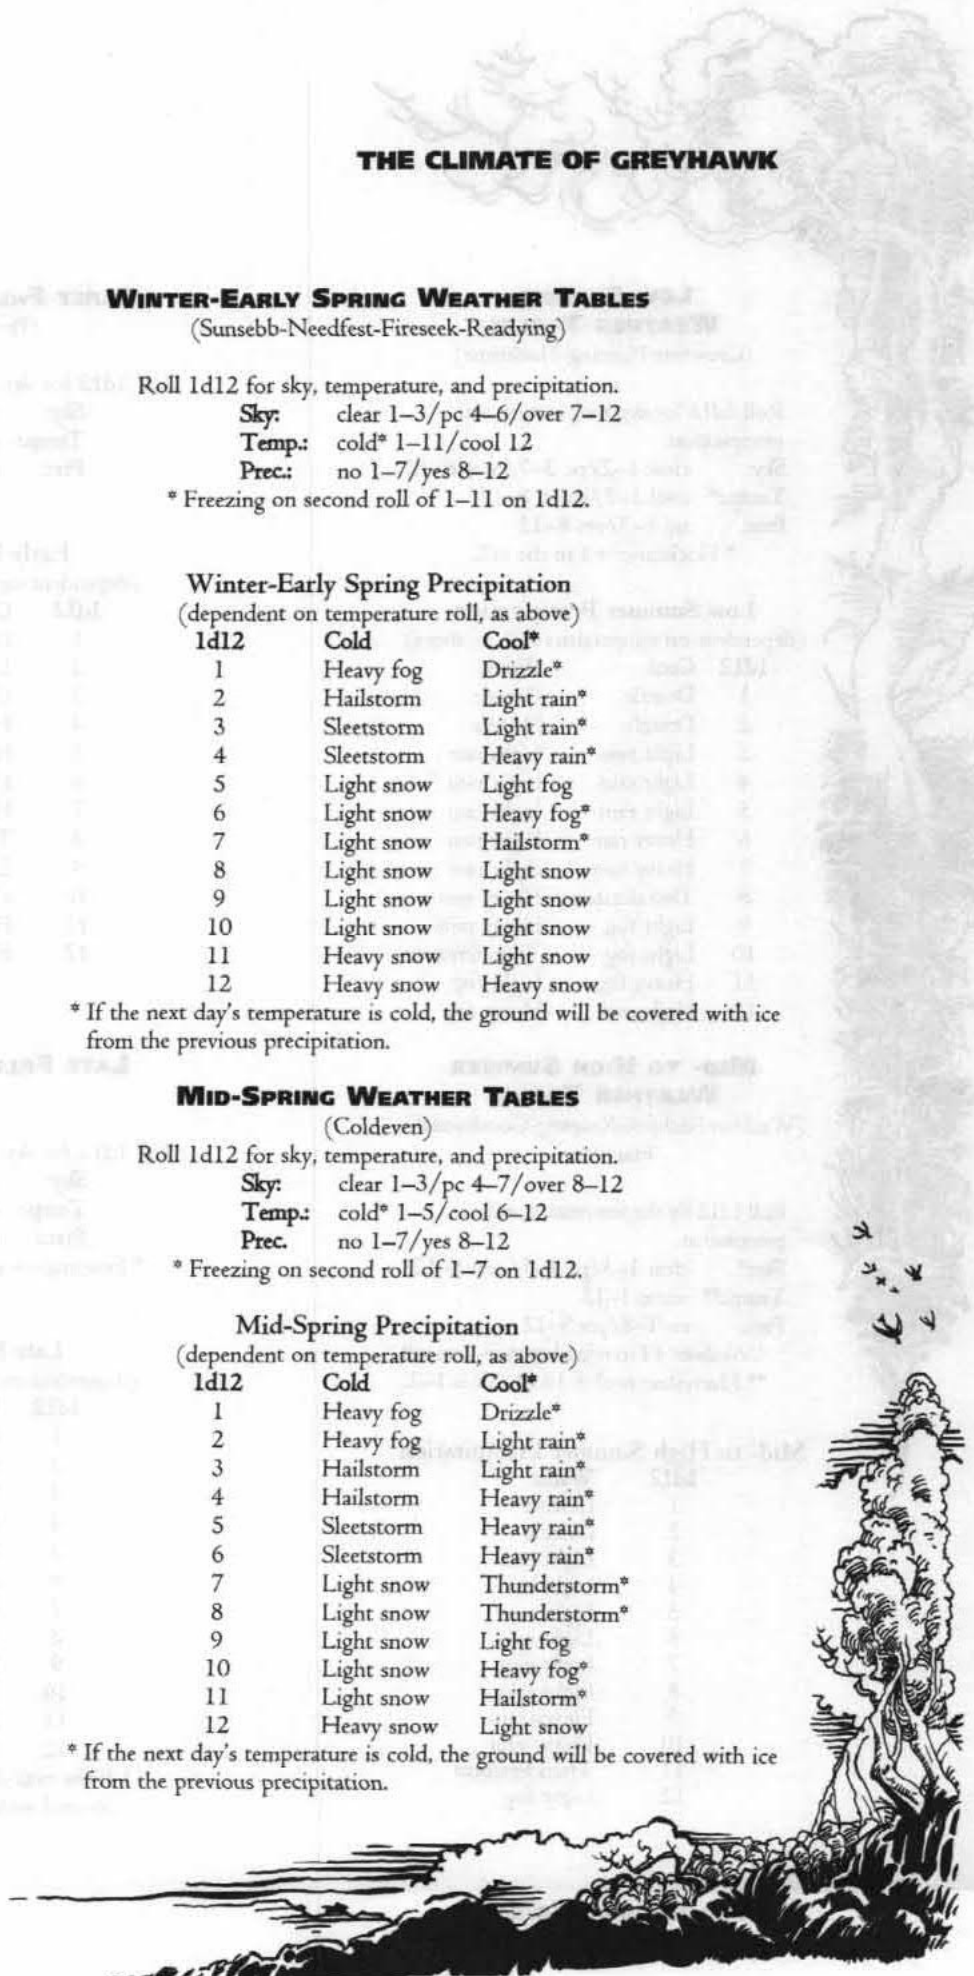 THE CLIMATE OF GREYHAWK
WINTER-EARLY SPRING WEATHER TABLES
(Sunsebb-Needfest-Fireseek-Readying)
Roll 1d12 for sky, temperature, and precipitation.
Sky: clear 1–3/pc 4–6/over 7–12
Temp.: cold* 1–11/cool 12
Prec.: no 1–7/yes 8–12
* Freezing on second roll of 1–11 on 1d12.
Winter-Early Spring Precipitation
(dependent on temperature roll, as above)
1d12 Cold Cool*
1 Heavy fog Drizzle*
2 Hailstorm Light rain*
3 Sleetstorm Light rain*
4 Sleetstorm Heavy rain*
5 Light snow Light fog
6 Light snow Heavy fog*
7 Light snow Hailstorm*
8 Light snow Light snow
9 Light snow Light snow
10 Light snow Light snow
11 Heavy snow Light snow
12 Heavy snow Heavy snow
* If the next day's temperature is cold, the ground will be covered with ice
from the previous precipitation.
MID-SPRING WEATHER TABLES
(Coldeven)
Roll 1d12 for sky, temperature, and precipitation.
Sky: clear 1–3/pc 4–7/over 8–12
Temp.: cold* 1–5/cool 6–12
Prec. no 1–7/yes 8–12
* Freezing on second roll of 1–7 on 1d12.
Mid-Spring Precipitation
(dependent on temperature roll, as above)
1d12 Cold Cool*
1 Heavy fog Drizzle*
2 Heavy fog Light rain*
3 Hailstorm Light rain*
4 Hailstorm Heavy rain*
5 Sleetstorm Heavy rain*
6 Sleetstorm Heavy rain*
7 Light snow Thunderstorm*
8 Light snow Thunderstorm*
9 Light snow Light fog
10 Light snow Heavy fog*
11 Light snow Hailstorm*
12 Heavy snow Light snow
* If the next day's temperature is cold, the ground will be covered with ice
from the previous precipitation.